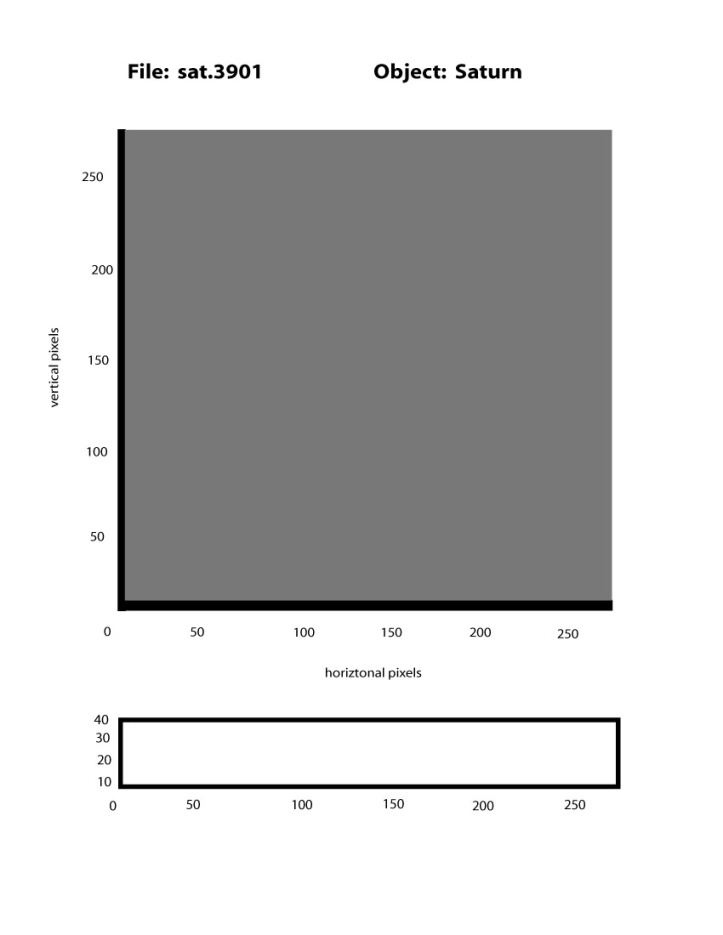 File: sat.3901 Object: Saturn
250
200
150
100
50
vertical pixels
0 50 100 150 200 250
horiztonal pixels
40
30
20
10
0 50 100 150 200 250